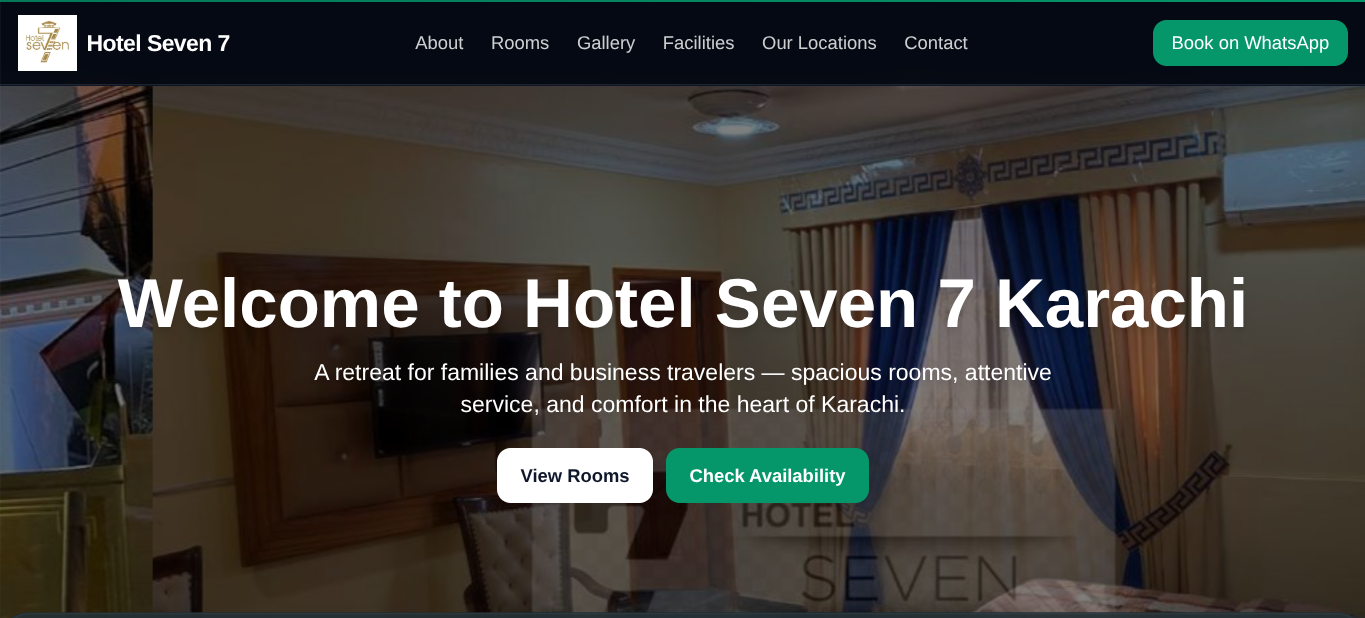 Hotel
7
seven
Hotel Seven 7
About
Rooms
Gallery
Facilities
Our Locations
Contact
Book on WhatsApp
Welcome to Hotel Seven 7 Karachi
A retreat for families and business travelers — spacious rooms, attentive
service, and comfort in the heart of Karachi.
View Rooms
Check Availability
7
HOTEL
SEVEN